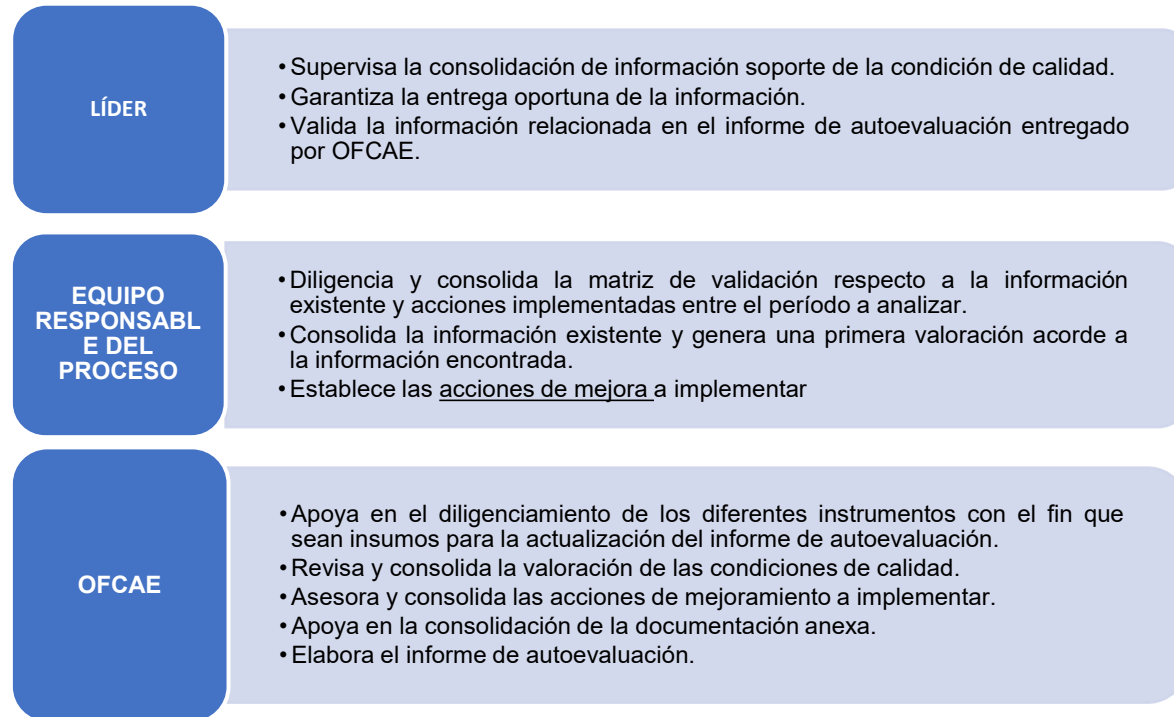 LÍDER
•Supervisa la consolidación de información soporte de la condición de calidad.
•Garantiza la entrega oportuna de la información.
•Valida la información relacionada en el informe de autoevaluación entregado
por OFCAE.
EQUIPO
RESPONSABL
E DEL
PROCESO
•Diligencia y consolida la matriz de validación respecto a la información
existente y acciones implementadas entre el período a analizar.
•Consolida la información existente y genera una primera valoración acorde a
la información encontrada.
•Establece las acciones de mejora a implementar
OFCAE
•Apoya en el diligenciamiento de los diferentes instrumentos con el fin que
sean insumos para la actualización del informe de autoevaluación.
•Revisa y consolida la valoración de las condiciones de calidad.
•Asesora y consolida las acciones de mejoramiento a implementar.
•Apoya en la consolidación de la documentación anexa.
•Elabora el informe de autoevaluación.